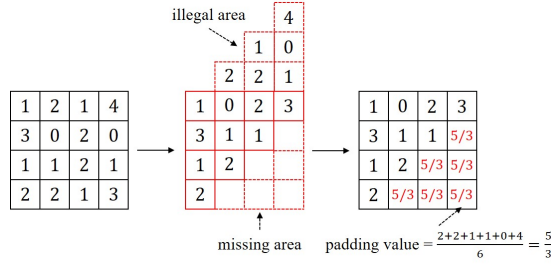 illegal area
1 2 1 4
3 0 2 0
1 1 2 1
2 2 1 3
4
1 0
2 2 1
1 0 2 3
3 1 1
1 2
2
1 0 2 3
3 1 1 5/3
1 2 5/3 5/3
2 5/3 5/3 5/3
missing area
padding value = 2+2+1+1+0+4/6 = 5/3